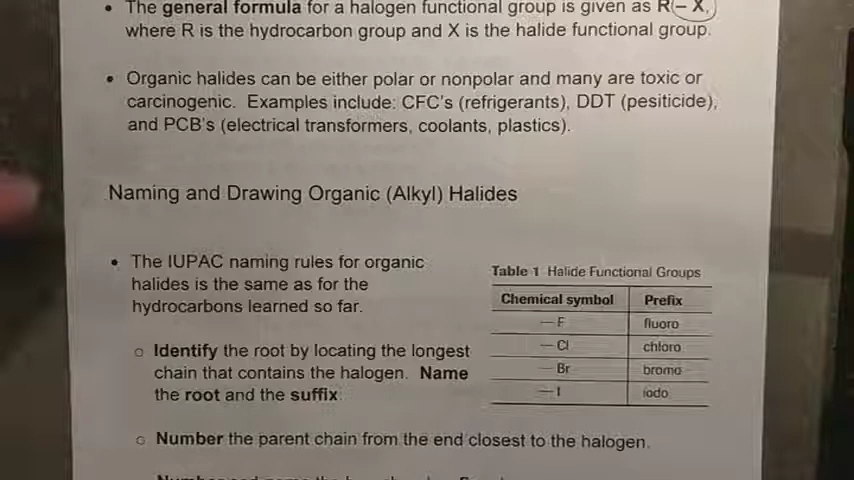 • The general formula for a halogen functional group is given as R – X,
where R is the hydrocarbon group and X is the halide functional group.
• Organic halides can be either polar or nonpolar and many are toxic or
carcinogenic. Examples include: CFC's (refrigerants), DDT (pesiticide),
and PCB's (electrical transformers, coolants, plastics).
Naming and Drawing Organic (Alkyl) Halides
• The IUPAC naming rules for organic
halides is the same as for the
hydrocarbons learned so far.
○ Identify the root by locating the longest
chain that contains the halogen. Name
the root and the suffix.
Table 1 Halide Functional Groups
Chemical symbol Prefix
—F fluoro
—Cl chloro
—Br bromo
—I iodo
○ Number the parent chain from the end closest to the halogen.